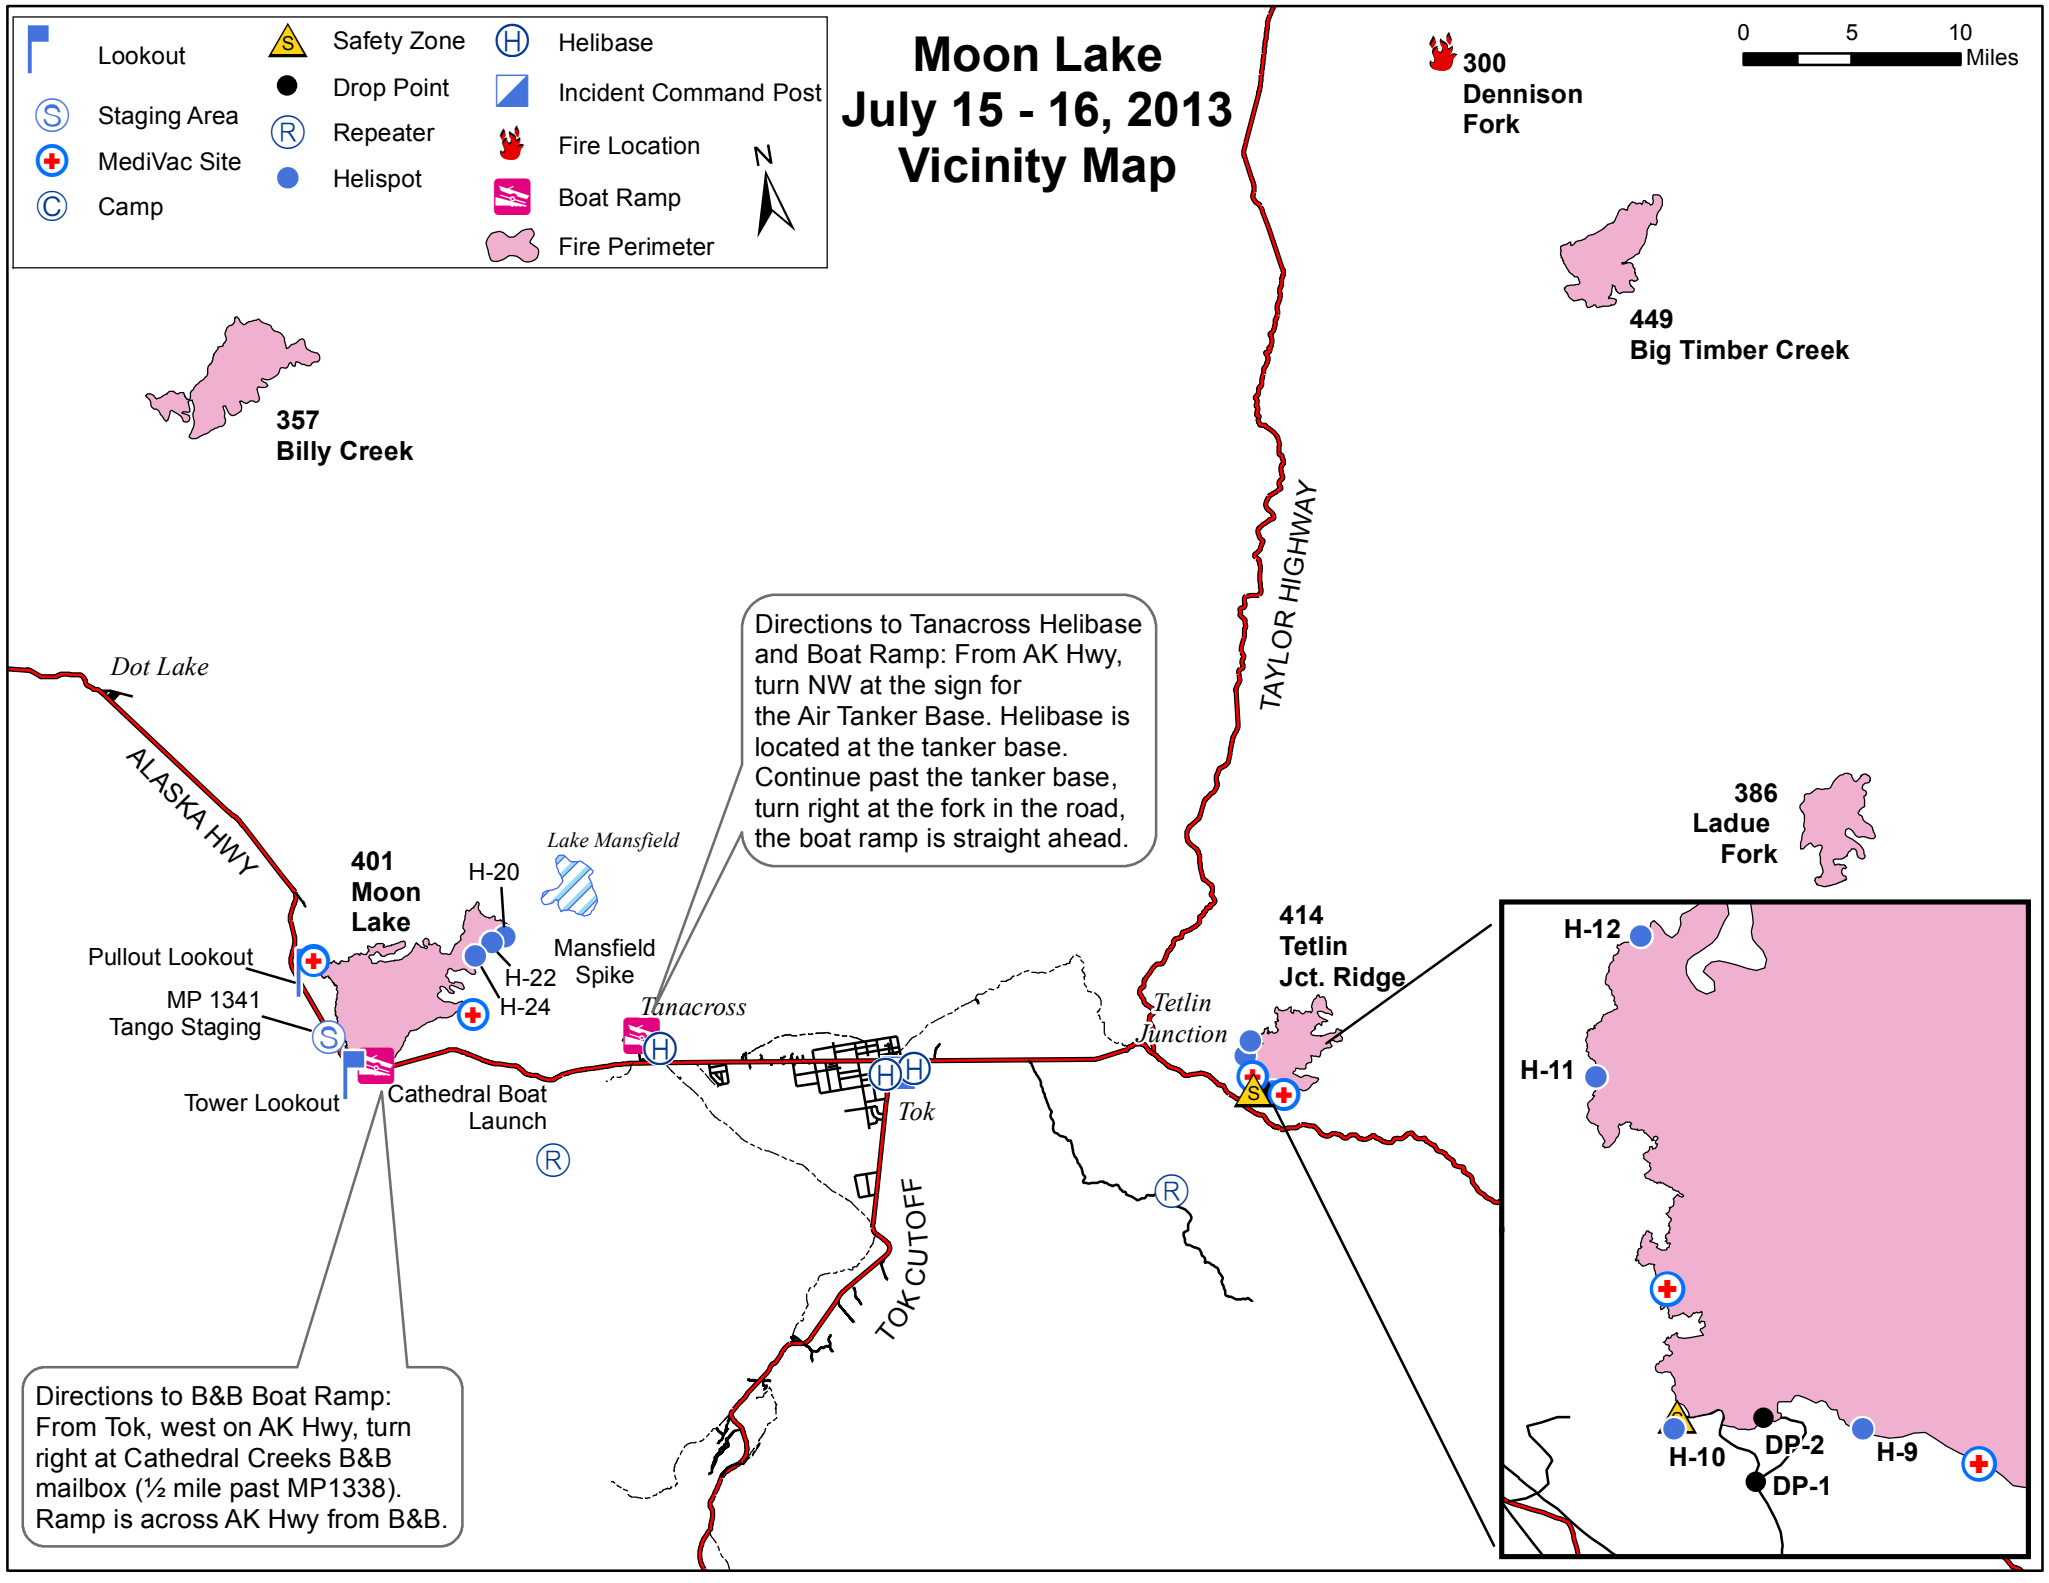 Lookout
Staging Area
MediVac Site
Camp
Safety Zone
Drop Point
Repeater
Helispot
Helibase
Incident Command Post
Fire Location
Boat Ramp
Fire Perimeter
S
S
C
R
H
N
Moon Lake
July 15 - 16, 2013
Vicinity Map
0 5 10
Miles
300
Dennison
Fork
449
Big Timber Creek
357
Billy Creek
TAYLOR HIGHWAY
Dot Lake
ALASKA HWY
Directions to Tanacross Helibase
and Boat Ramp: From AK Hwy,
turn NW at the sign for
the Air Tanker Base. Helibase is
located at the tanker base.
Continue past the tanker base,
turn right at the fork in the road,
the boat ramp is straight ahead.
386
Ladue
Fork
401
Moon
Lake
H-20
H-22
H-24
Lake Mansfield
Mansfield
Spike
Pullout Lookout
MP 1341
Tango Staging
S
Tower Lookout
Cathedral Boat
Launch
R
Tanacross
H
H
H
Tok
TOK CUTOFF
R
Tetlin
Junction
414
Tetlin
Jct. Ridge
S
H-12
H-11
H-10
DP-2
DP-1
H-9
Directions to B&B Boat Ramp:
From Tok, west on AK Hwy, turn
right at Cathedral Creeks B&B
mailbox (½ mile past MP1338).
Ramp is across AK Hwy from B&B.